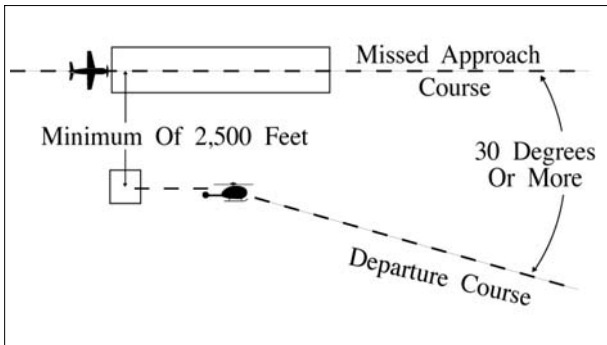 Missed Approach
Course
Minimum Of 2,500 Feet
30 Degrees
Or More
Departure Course